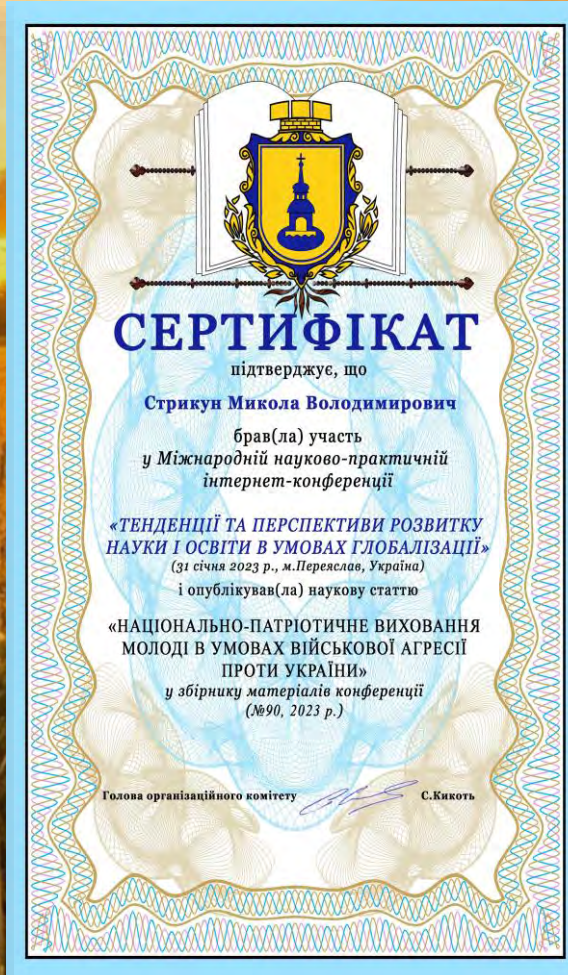 СЕРТИФІКАТ
підтверджує, що
Стрикун Микола Володимирович
брав(ла) участь
у Міжнародній науково-практичній
інтернет-конференції
«ТЕНДЕНЦІЇ ТА ПЕРСПЕКТИВИ РОЗВИТКУ
НАУКИ І ОСВІТИ В УМОВАХ ГЛОБАЛІЗАЦІЇ»
(31 січня 2023 р., м.Переяслав, Україна)
і опублікував(ла) наукову статтю
«НАЦІОНАЛЬНО-ПАТРІОТИЧНЕ ВИХОВАННЯ
МОЛОДІ В УМОВАХ ВІЙСЬКОВОЇ АГРЕСІЇ
ПРОТИ УКРАЇНИ»
у збірнику матеріалів конференції
(№90, 2023 р.)
Голова організаційного комітету С.Кикоть